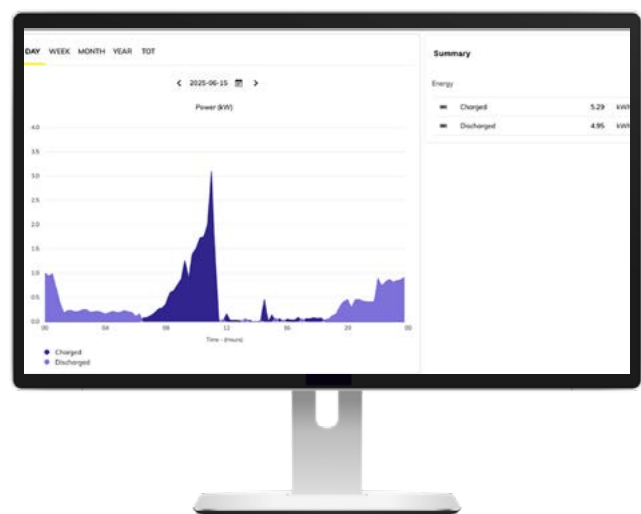 DAY WEEK MONTH YEAR TOT
< 2025-06-15 >
Power (kW)
4.0
3.5
3.0
2.5
2.0
1.5
1.0
0.5
0.0
00 04 08 12 16 20 00
Time - (Hours)
Charged
Discharged
Summary
Energy
Charged 5.29 kWh
Discharged 4.95 kWh